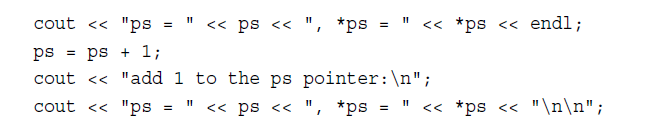 cout << "ps = " << ps << ", *ps = " << *ps << endl;
ps = ps + 1;
cout << "add 1 to the ps pointer:\n";
cout << "ps = " << ps << ", *ps = " << *ps << "\n\n";